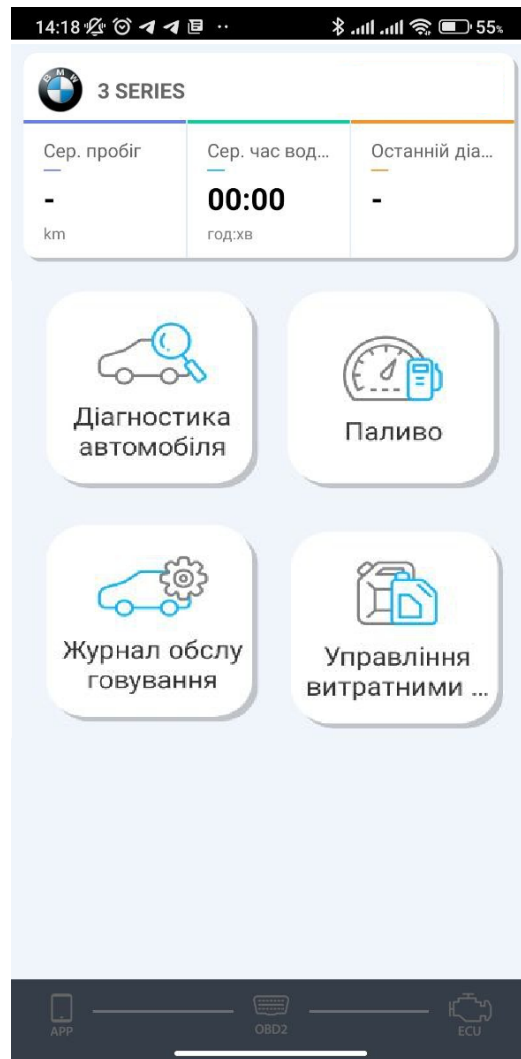 14:18
55%
BMW
3 SERIES
Сер. пробіг
Сер. час вод...
Останній діа...
-
00:00
-
km
год:хв
Діагностика
автомобіля
Паливо
Журнал обслу
говування
Управління
витратними ...
APP
OBD2
ECU